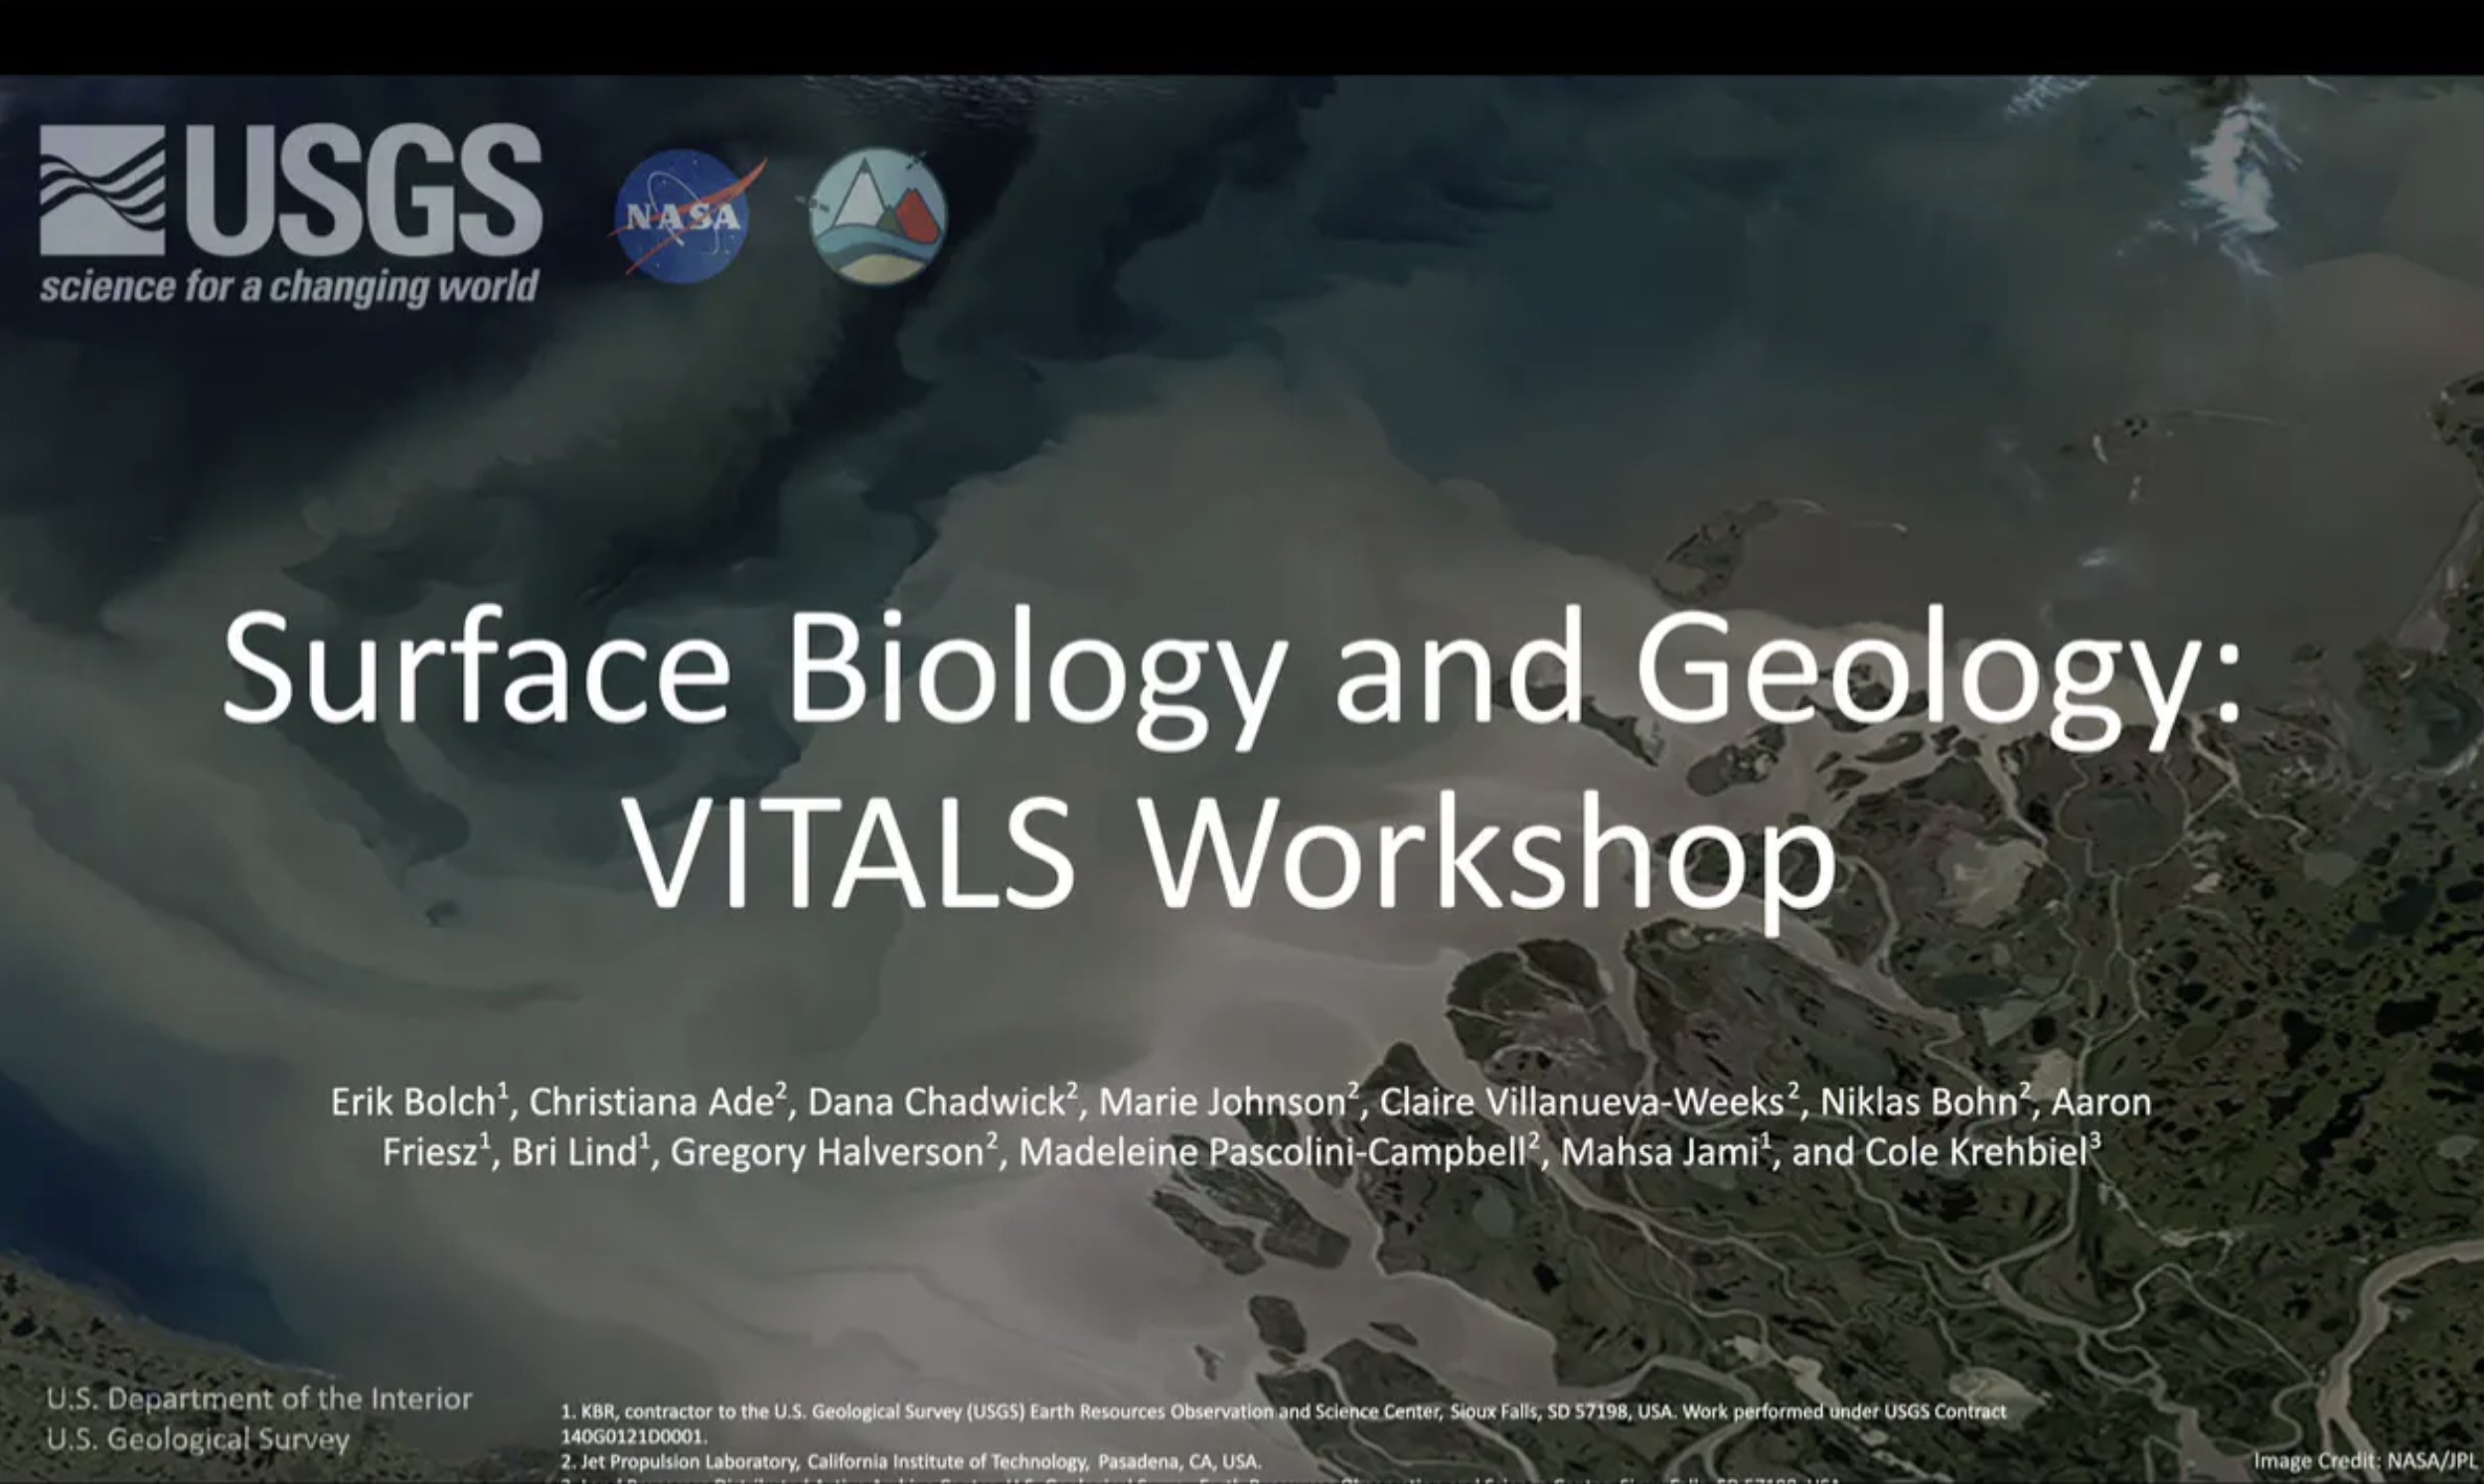 USGS
science for a changing world
NASA
Surface Biology and Geology:
VITALS Workshop
Erik Bolch¹, Christiana Ade², Dana Chadwick², Marie Johnson², Claire Villanueva-Weeks², Niklas Bohn², Aaron
Friesz¹, Bri Lind¹, Gregory Halverson², Madeleine Pascolini-Campbell², Mahsa Jami¹, and Cole Krehbiel³
U.S. Department of the Interior
U.S. Geological Survey
1. KBR, contractor to the U.S. Geological Survey (USGS) Earth Resources Observation and Science Center, Sioux Falls, SD 57198, USA. Work performed under USGS Contract
140G0121D0001.
2. Jet Propulsion Laboratory, California Institute of Technology, Pasadena, CA, USA.
Image Credit: NASA/JPL